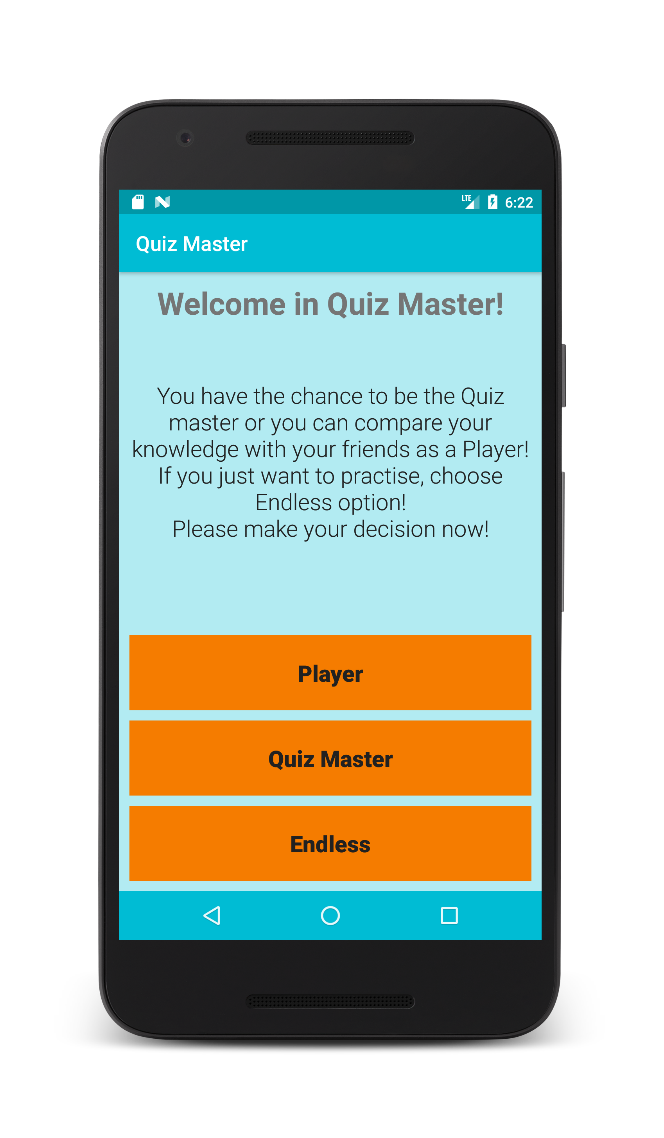 LTE 6:22
Quiz Master
Welcome in Quiz Master!
You have the chance to be the Quiz
master or you can compare your
knowledge with your friends as a Player!
If you just want to practise, choose
Endless option!
Please make your decision now!
Player
Quiz Master
Endless